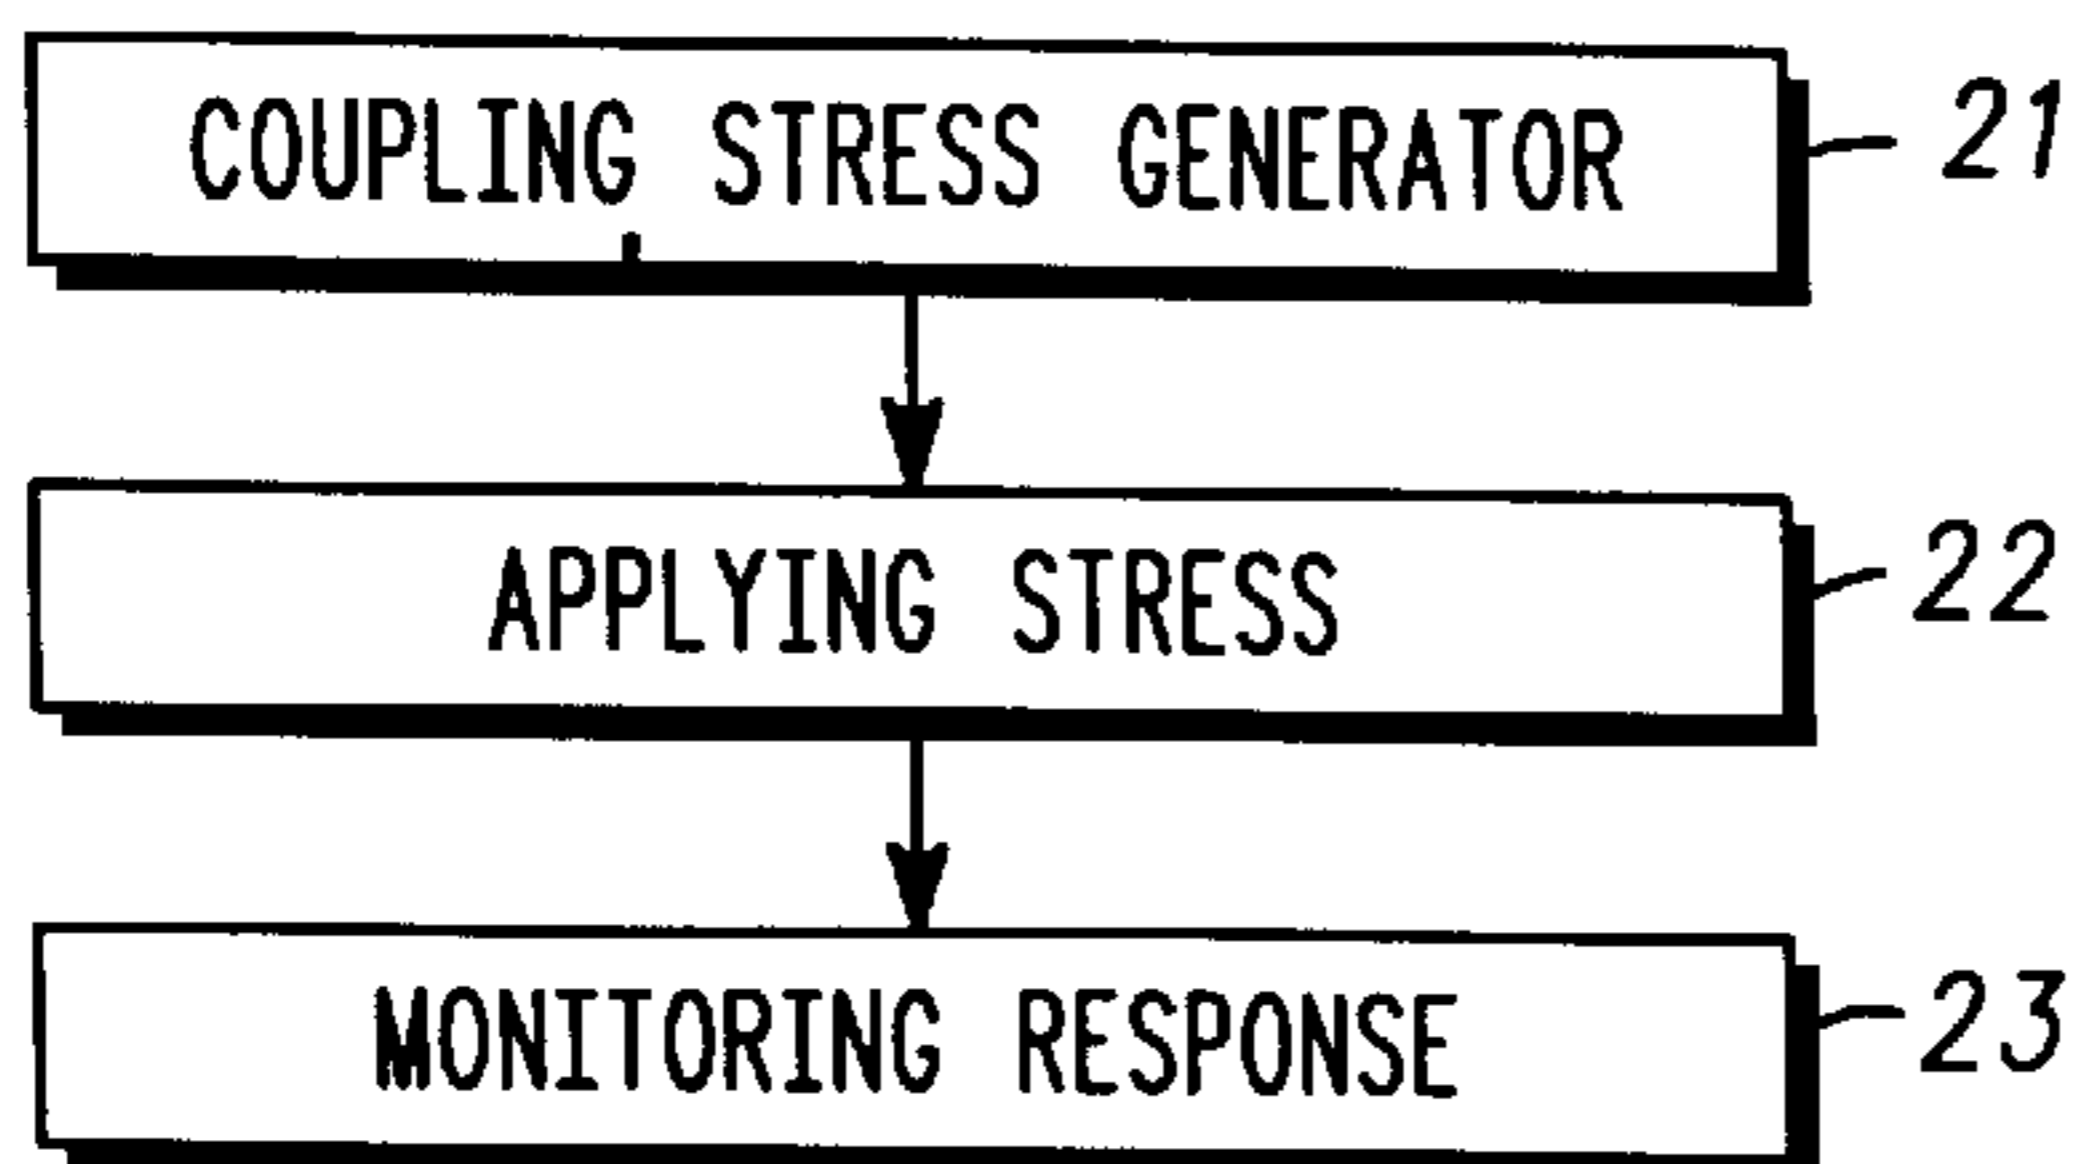 COUPLING STRESS GENERATOR 21
APPLYING STRESS 22
MONITORING RESPONSE 23